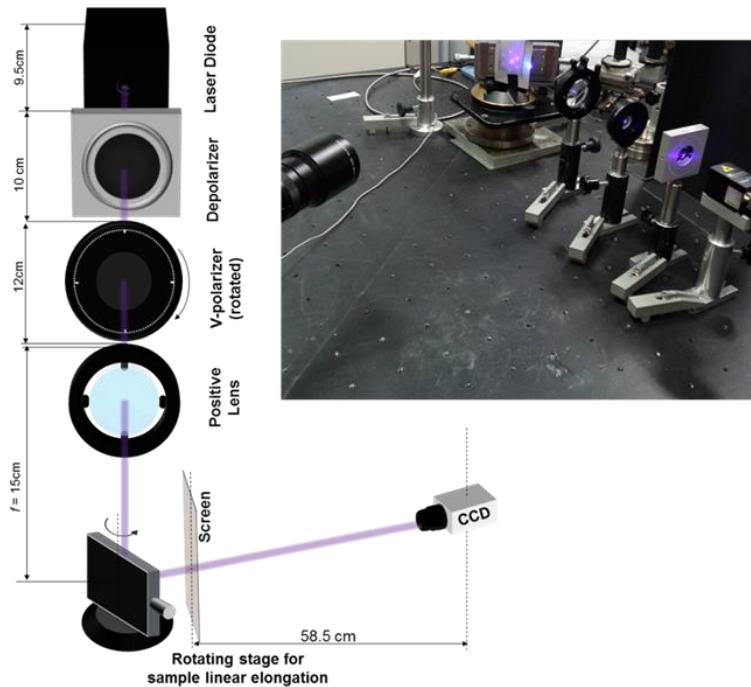 9.5cm
Laser Diode
10 cm
Depolarizer
12cm
V-polarizer
(rotated)
Positive
Lens
f = 15cm
Screen
CCD
58.5 cm
Rotating stage for
sample linear elongation